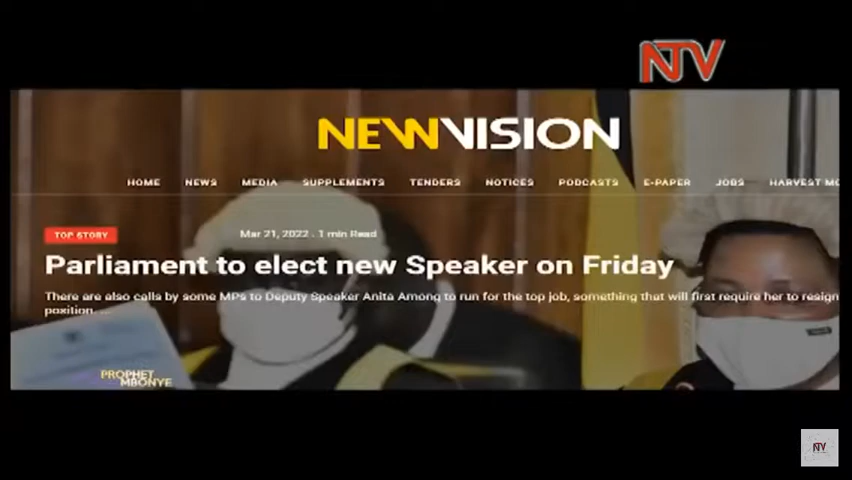 NTV
NEWVISION
HOME NEWS MEDIA SUPPLEMENTS TENDERS NOTICES PODCASTS E-PAPER JOBS HARVEST MO
TOP STORY
Mar 21, 2022 . 1 min Read
Parliament to elect new Speaker on Friday
There are also calls by some MPs to Deputy Speaker Anita Among to run for the top job, something that will first require her to resign
position. ...
PROPHET
MBONYE
NTV